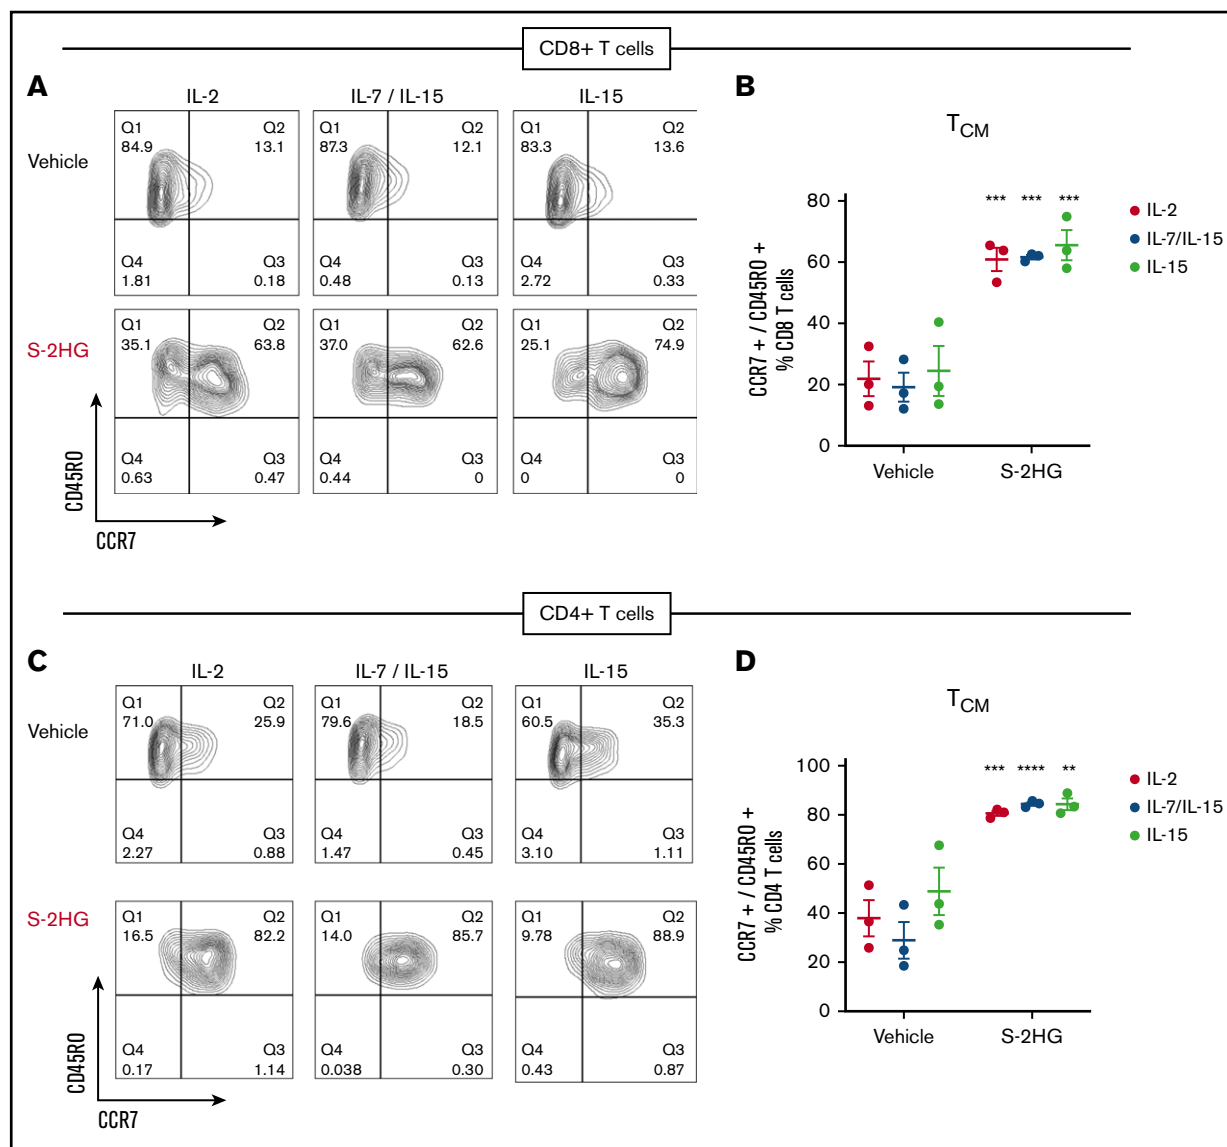 CD8+ T cells
A
IL-2
IL-7 / IL-15
IL-15
Vehicle
Q1
84.9
Q2
13.1
Q4
1.81
Q3
0.18
Q1
87.3
Q2
12.1
Q4
0.48
Q3
0.13
Q1
83.3
Q2
13.6
Q4
2.72
Q3
0.33
S-2HG
Q1
35.1
Q2
63.8
Q4
0.63
Q3
0.47
Q1
37.0
Q2
62.6
Q4
0.44
Q3
0
Q1
25.1
Q2
74.9
Q4
0
Q3
0
CD45RO
CCR7
B
TCM
CCR7 + / CD45RO +
% CD8 T cells
80
60
40
20
0
*** *** ***
Vehicle
S-2HG
IL-2
IL-7/IL-15
IL-15
CD4+ T cells
C
IL-2
IL-7 / IL-15
IL-15
Vehicle
Q1
71.0
Q2
25.9
Q4
2.27
Q3
0.88
Q1
79.6
Q2
18.5
Q4
1.47
Q3
0.45
Q1
60.5
Q2
35.3
Q4
3.10
Q3
1.11
S-2HG
Q1
16.5
Q2
82.2
Q4
0.17
Q3
1.14
Q1
14.0
Q2
85.7
Q4
0.038
Q3
0.30
Q1
9.78
Q2
88.9
Q4
0.43
Q3
0.87
CD45RO
CCR7
D
TCM
CCR7 + / CD45RO +
% CD4 T cells
100
80
60
40
20
0
*** **** **
Vehicle
S-2HG
IL-2
IL-7/IL-15
IL-15